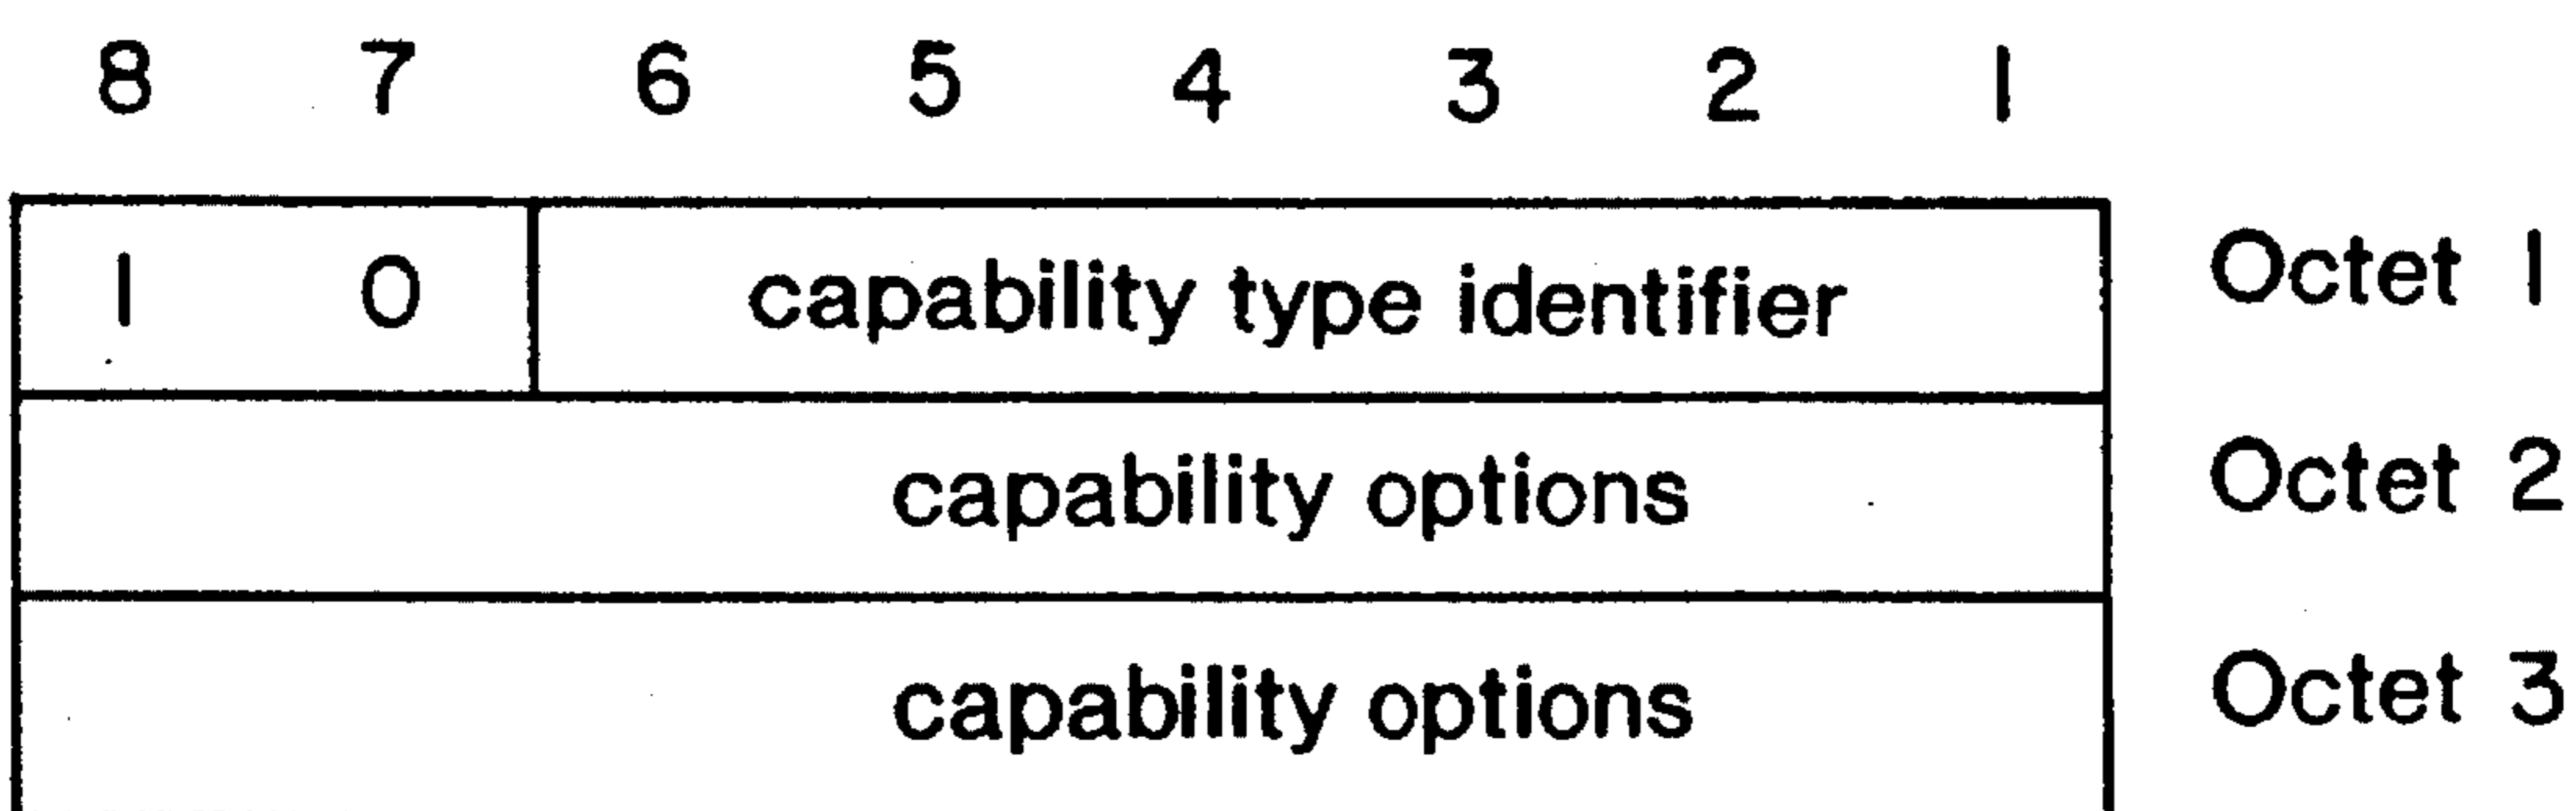 8 7 6 5 4 3 2 1
1 0 capability type identifier Octet 1
capability options Octet 2
capability options Octet 3